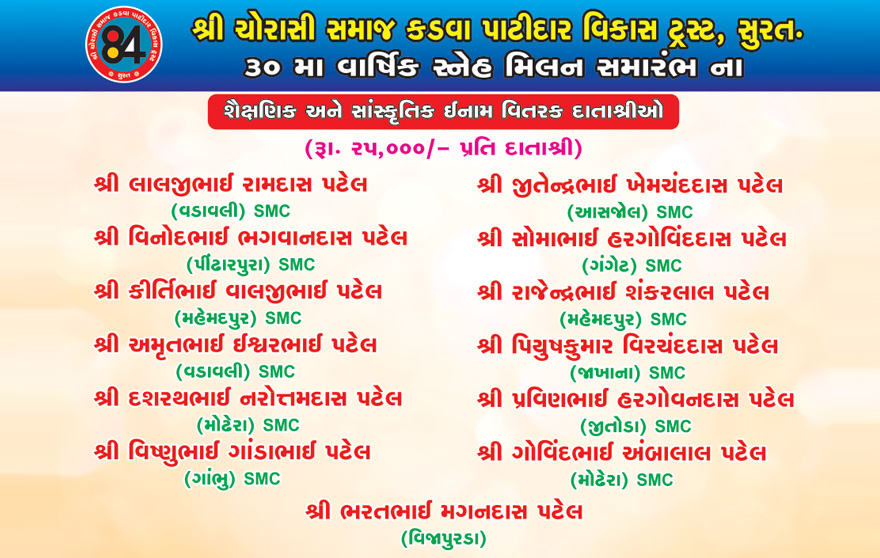 શ્રી ચોરાસી સમાજ કડવા પાટીદાર વિકાસ ટ્રસ્ટ, સુરત.
84
સુરત
૩૦ મા વાર્ષિક સ્નેહ મિલન સમારંભ ના
શૈક્ષણિક અને સાંસ્કૃતિક ઈનામ વિતરક દાતાશ્રીઓ
(રૂા. ૨૫,૦૦૦/– પ્રતિ દાતાશ્રી)
શ્રી લાલજીભાઈ રામદાસ પટેલ
(વડાવલી) SMC
શ્રી વિનોદભાઈ ભગવાનદાસ પટેલ
(પીંઢારપુરા) SMC
શ્રી કીર્તિભાઈ વાલજીભાઈ પટેલ
(મહેમદપુર) SMC
શ્રી અમૃતભાઈ ઈશ્વરભાઈ પટેલ
(વડાવલી) SMC
શ્રી દશરથભાઈ નરોત્તમદાસ પટેલ
(મોઢેરા) SMC
શ્રી વિષ્ણુભાઈ ગાંડાભાઈ પટેલ
(ગાંભુ) SMC
શ્રી જીતેન્દ્રભાઈ ખેમચંદદાસ પટેલ
(આસજોલ) SMC
શ્રી સોમાભાઈ હરગોવિંદદાસ પટેલ
(ગંગેટ) SMC
શ્રી રાજેન્દ્રભાઈ શંકરલાલ પટેલ
(મહેમદપુર) SMC
શ્રી પિયુષકુમાર વિરચંદદાસ પટેલ
(જાખાના) SMC
શ્રી પ્રવિણભાઈ હરગોવનદાસ પટેલ
(જીતોડા) SMC
શ્રી ગોવિંદભાઈ અંબાલાલ પટેલ
(મોઢેરા) SMC
શ્રી ભરતભાઈ મગનદાસ પટેલ
(વિજાપુરડા)